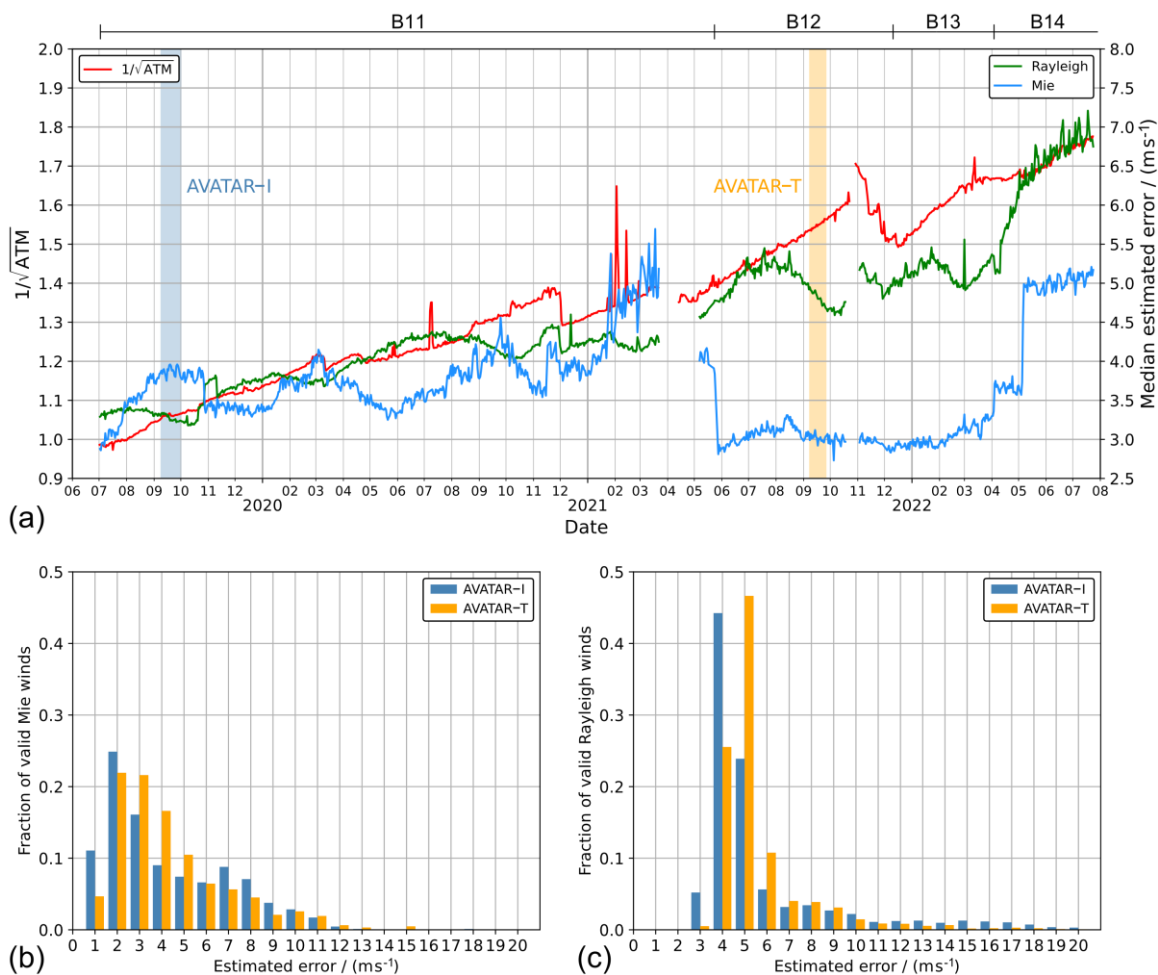 B11 B12 B13 B14
2.0 8.0
1/√ATM Rayleigh
Mie
1.9 7.5
1.8 7.0
1.7 6.5
AVATAR–I AVATAR–T
1.6 6.0
1.5 5.5
1.4 5.0
1.3 4.5
1.2 4.0
1.1 3.5
1.0 3.0
0.9 2.5
1/√ATM
Median estimated error / (ms⁻¹)
06 07 08 09 10 11 12 02 03 04 05 06 07 08 09 10 11 12 02 03 04 05 06 07 08 09 10 11 12 02 03 04 05 06 07 08
2020 2021 2022
(a) Date
0.5
AVATAR–I
AVATAR–T
0.4
0.3
0.2
0.1
0.0
Fraction of valid Mie winds
0 1 2 3 4 5 6 7 8 9 10 11 12 13 14 15 16 17 18 19 20
(b) Estimated error / (ms⁻¹)
0.5
AVATAR–I
AVATAR–T
0.4
0.3
0.2
0.1
0.0
Fraction of valid Rayleigh winds
0 1 2 3 4 5 6 7 8 9 10 11 12 13 14 15 16 17 18 19 20
(c) Estimated error / (ms⁻¹)